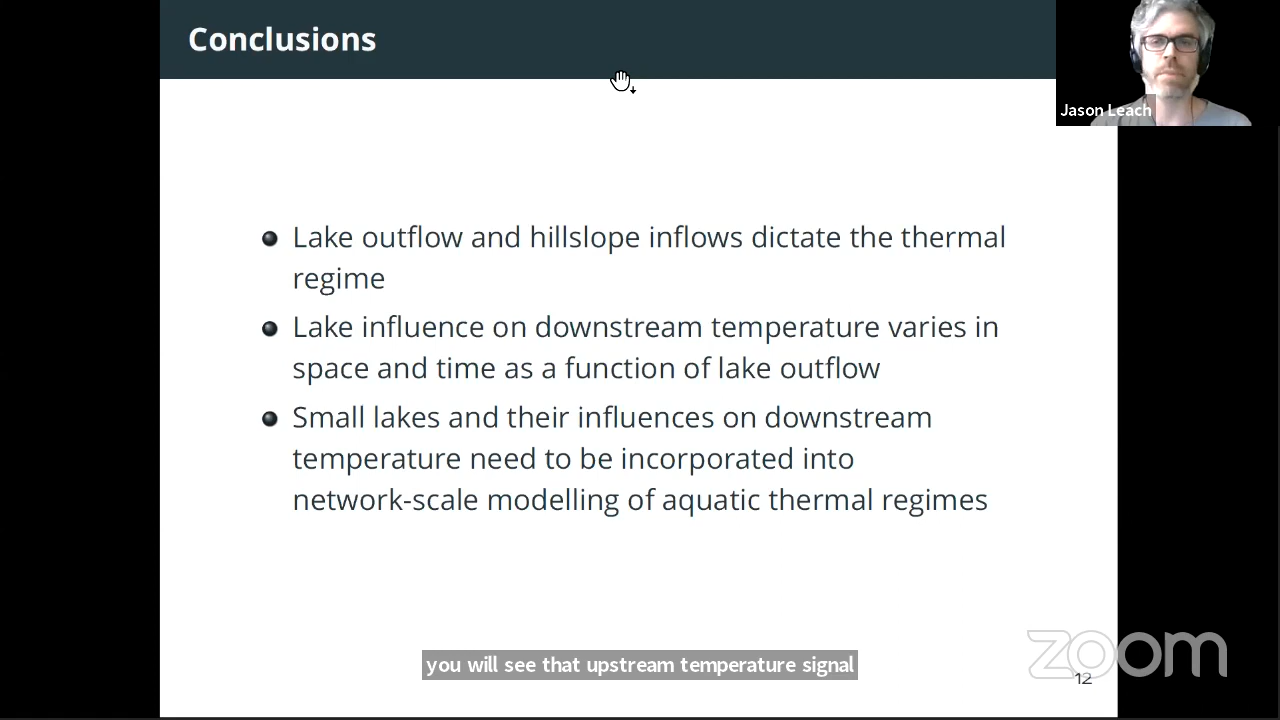 Conclusions
Jason Leach
Lake outflow and hillslope inflows dictate the thermal
regime
Lake influence on downstream temperature varies in
space and time as a function of lake outflow
Small lakes and their influences on downstream
temperature need to be incorporated into
network-scale modelling of aquatic thermal regimes
you will see that upstream temperature signal
zoom
12